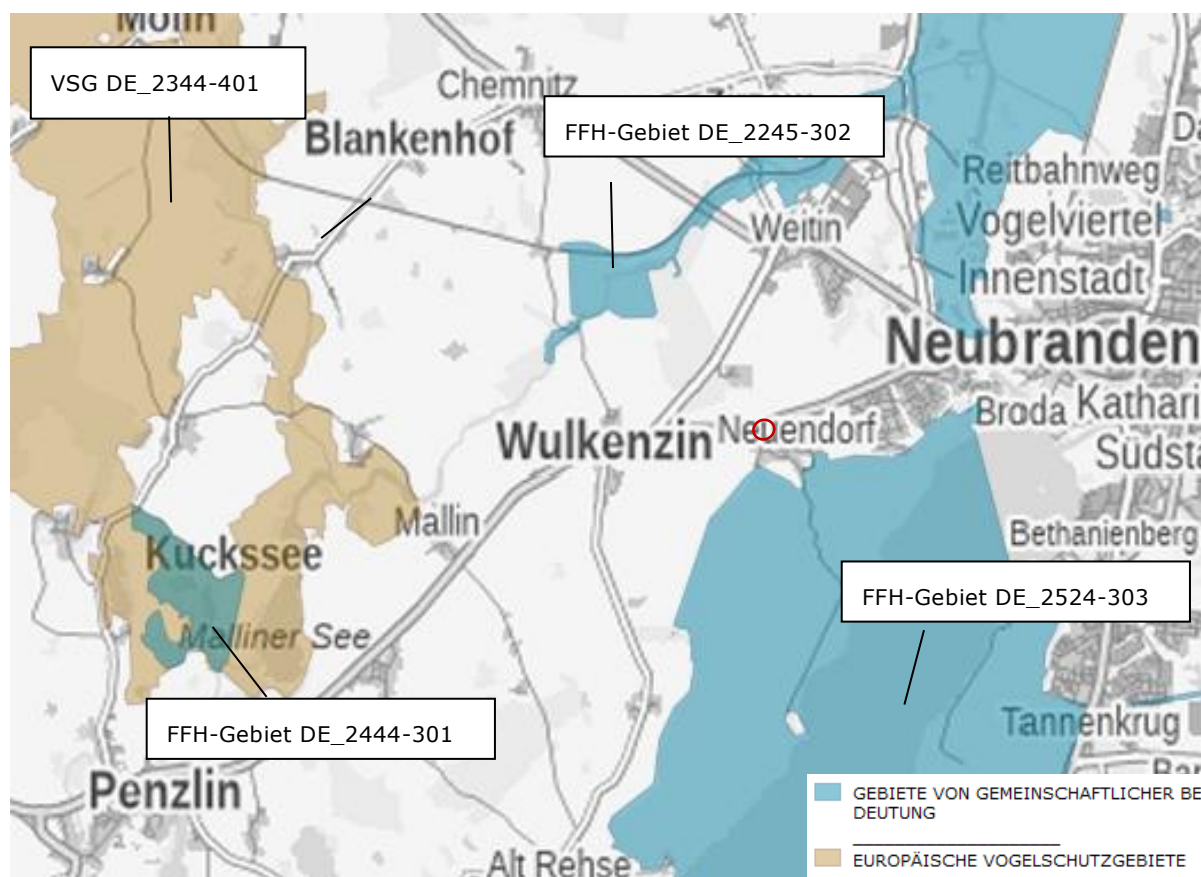 Mölln
VSG DE_2344-401
Chemnitz
Blankenhof
FFH-Gebiet DE_2245-302
Reitbahnweg
Weitin
Vogelviertel
Innenstadt
Neubranden
Wulkenzin
Neuendorf
Broda
Kathari
Südsta
Mallin
Bethanienberg
Kuckssee
FFH-Gebiet DE_2524-303
Malliner See
FFH-Gebiet DE_2444-301
Tannenkrug
Penzlin
Alt Rehse
GEBIETE VON GEMEINSCHAFTLICHER BE
DEUTUNG
EUROPÄISCHE VOGELSCHUTZGEBIETE